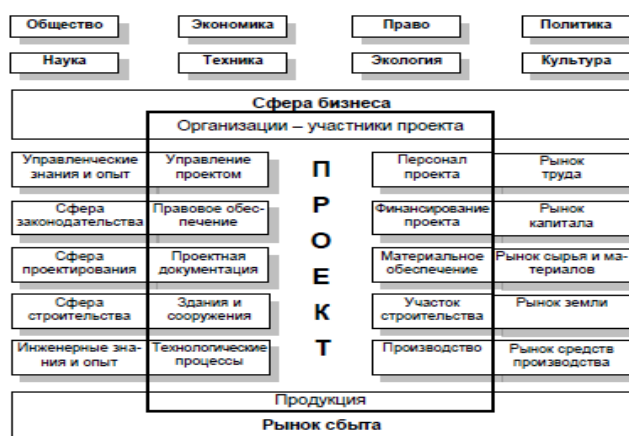 Общество Экономика Право Политика
Наука Техника Экология Культура
Сфера бизнеса
Организации – участники проекта
ПРОЕКТ
Управленческие
знания и опыт
Управление
проектом
Персонал
проекта
Рынок
труда
Сфера
законодательства
Правовое обес-
печение
Финансирование
проекта
Рынок
капитала
Сфера
проектирования
Проектная
документация
Материальное
обеспечение
Рынок сырья и ма-
териалов
Сфера
строительства
Здания и
сооружения
Участок
строительства
Рынок земли
Инженерные зна-
ния и опыт
Технологические
процессы
Производство
Рынок средств
производства
Продукция
Рынок сбыта